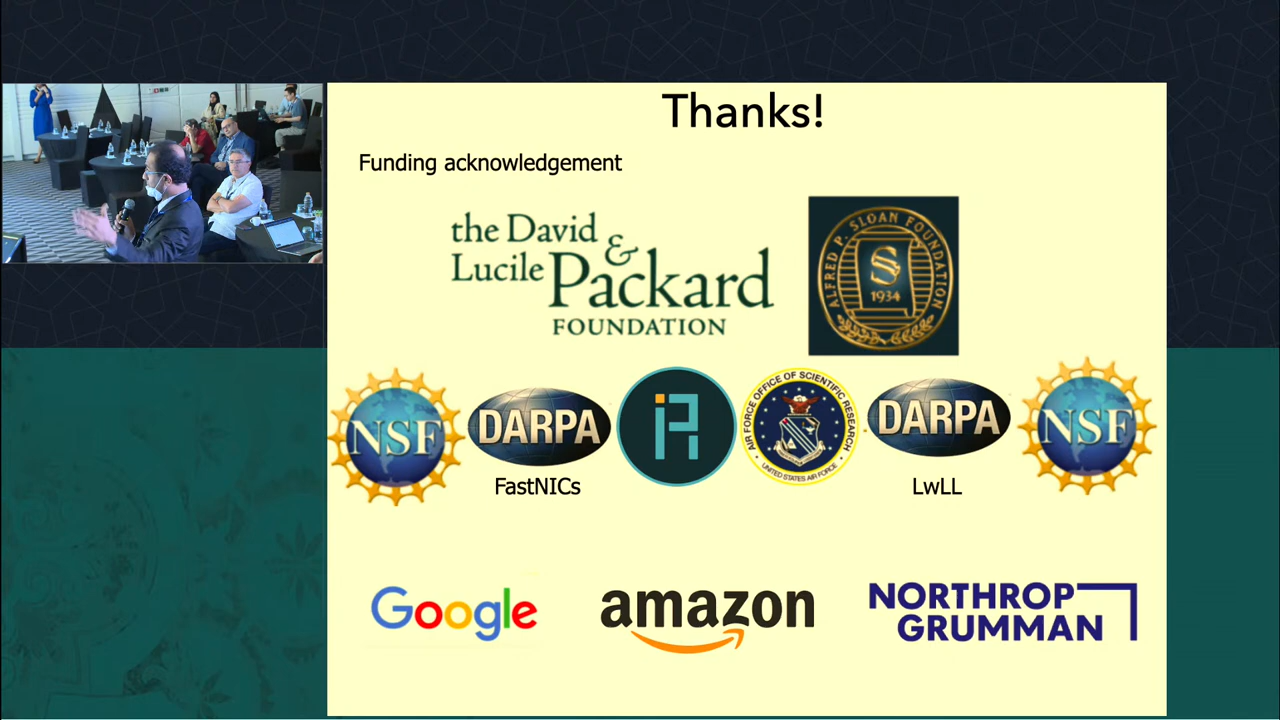 Thanks!
Funding acknowledgement
the David &
Lucile Packard
FOUNDATION
ALFRED P. SLOAN FOUNDATION
S
1934
NSF
DARPA
FastNICs
AIR FORCE OFFICE OF SCIENTIFIC RESEARCH
UNITED STATES AIR FORCE
DARPA
LwLL
NSF
Google
amazon
NORTHROP
GRUMMAN